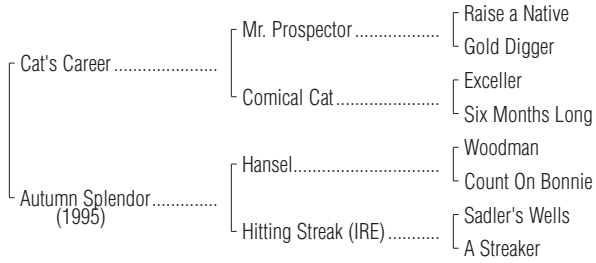 Raise a Native
Mr. Prospector
Gold Digger
Cat's Career
Exceller
Comical Cat
Six Months Long
Woodman
Hansel
Count On Bonnie
Autumn Splendor
(1995)
Sadler's Wells
Hitting Streak (IRE)
A Streaker